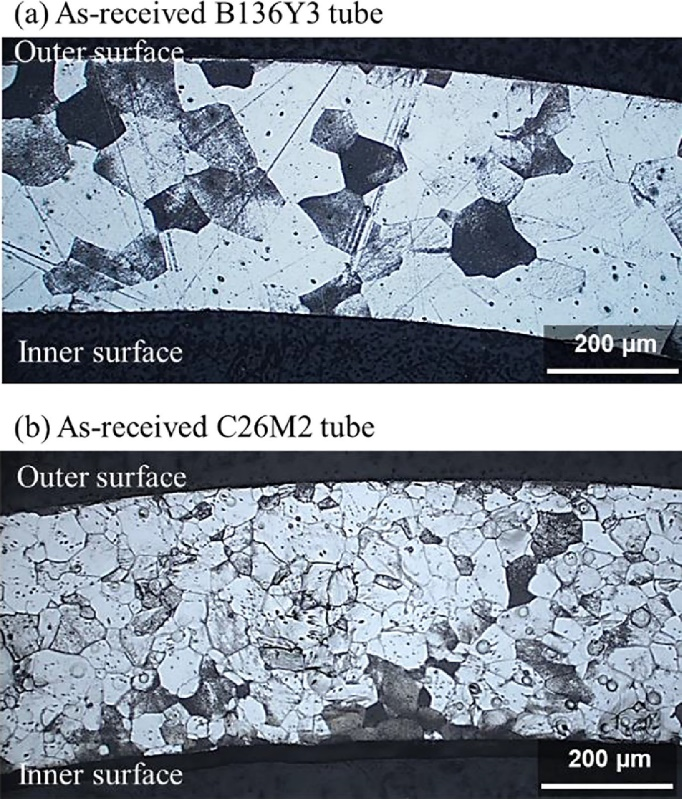 (a) As-received B136Y3 tube
Outer surface
Inner surface
200 µm
(b) As-received C26M2 tube
Outer surface
200 µm
Inner surface